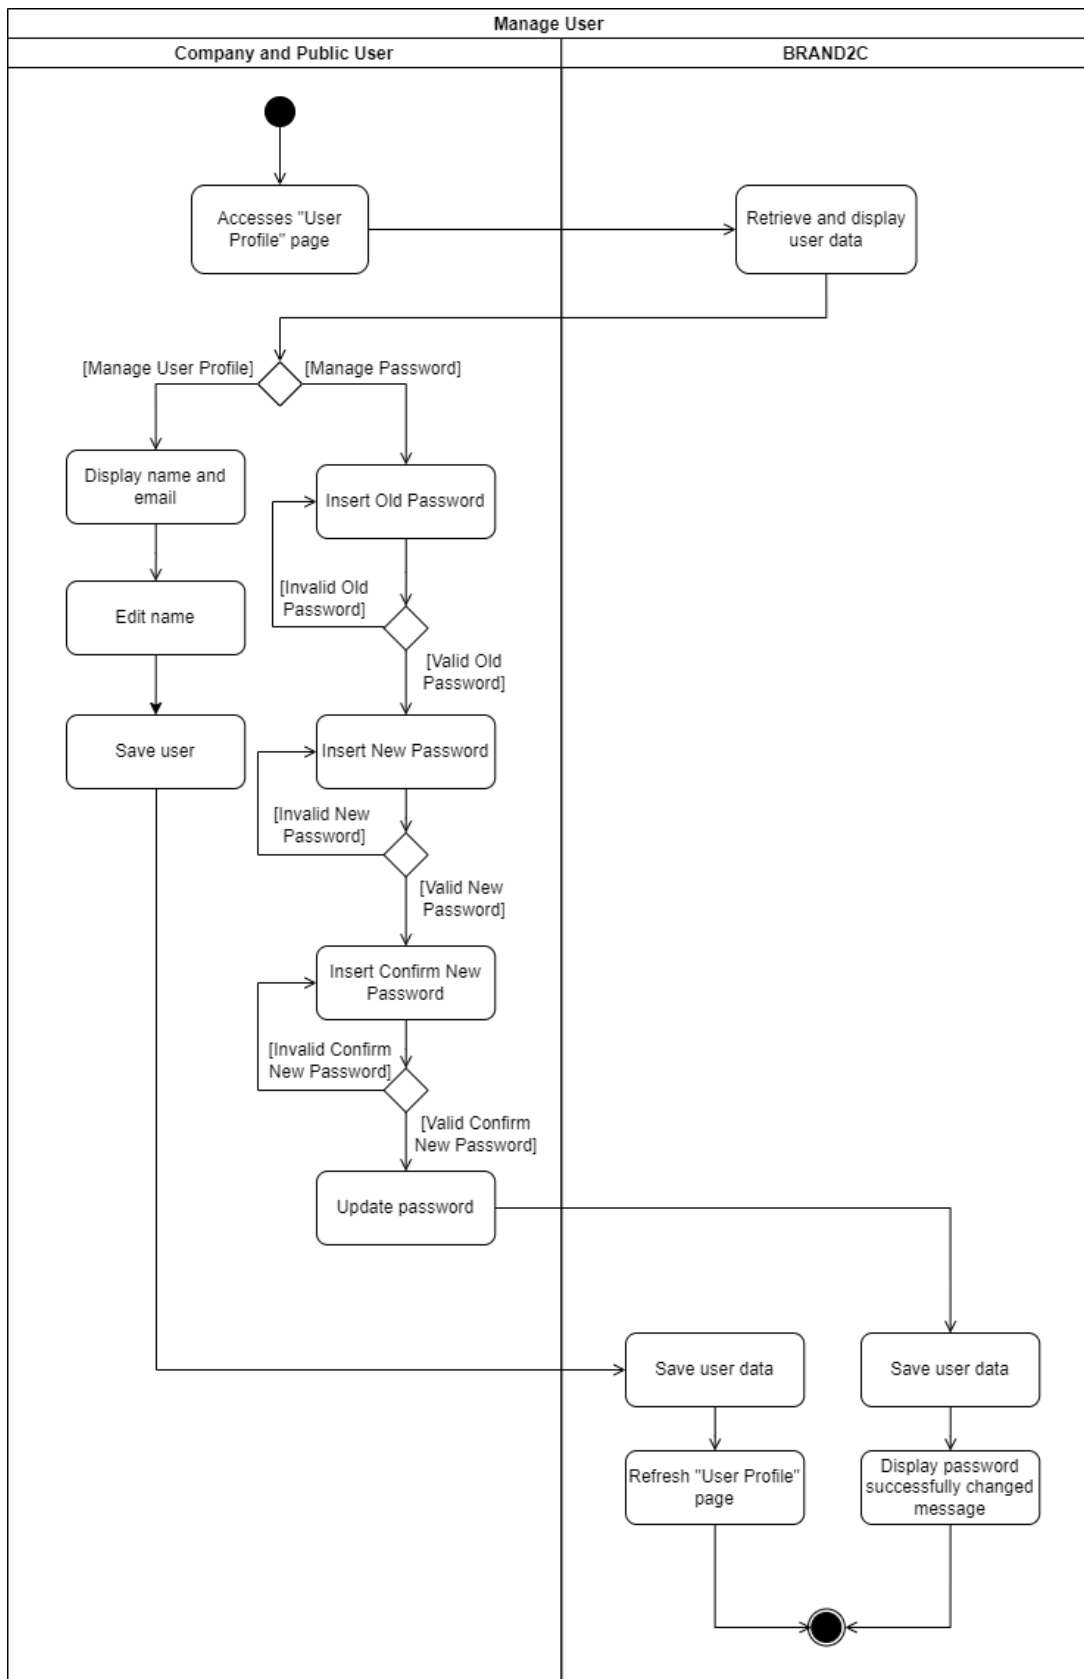 Manage User
Company and Public User
BRAND2C
Accesses "User
Profile" page
Retrieve and display
user data
[Manage User Profile]
[Manage Password]
Display name and
email
Insert Old Password
[Invalid Old
Password]
Edit name
[Valid Old
Password]
Save user
Insert New Password
[Invalid New
Password]
[Valid New
Password]
Insert Confirm New
Password
[Invalid Confirm
New Password]
[Valid Confirm
New Password]
Update password
Save user data
Save user data
Refresh "User Profile"
page
Display password
successfully changed
message